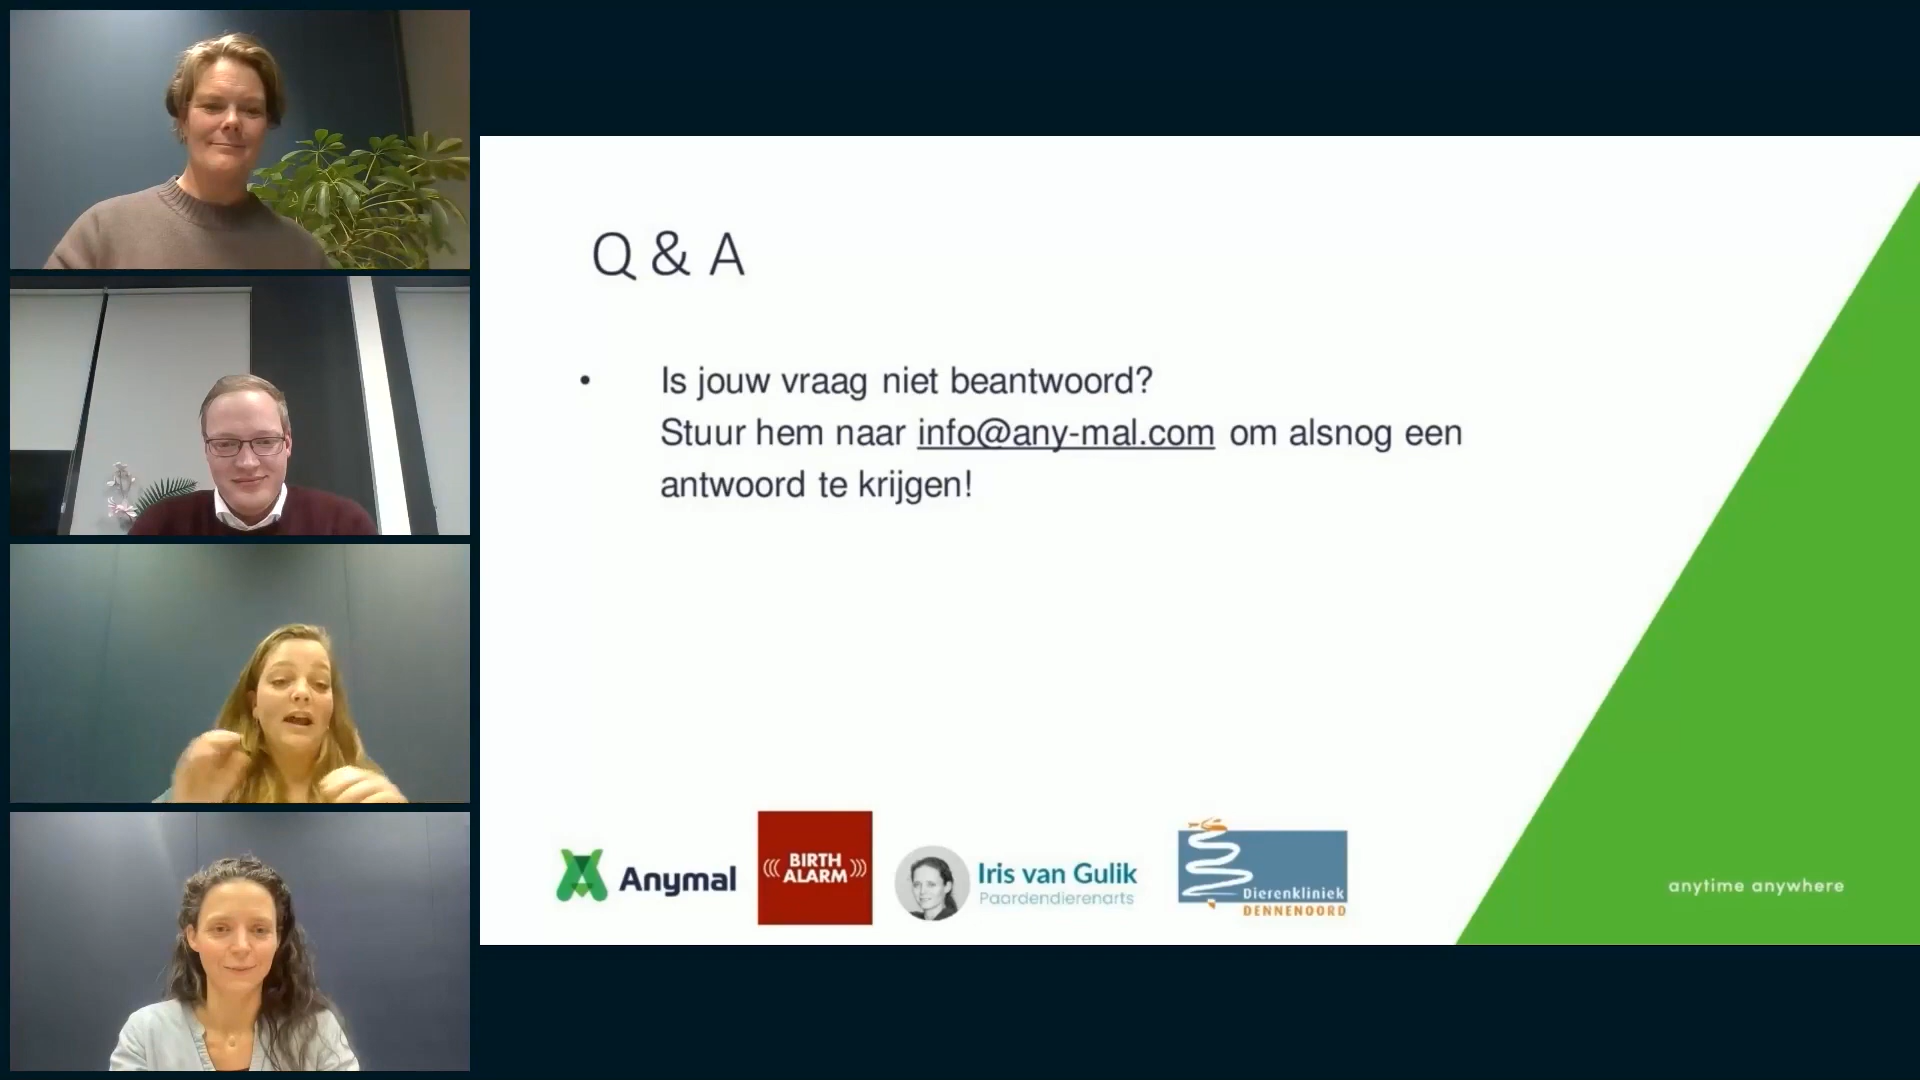 Q & A
• Is jouw vraag niet beantwoord?
Stuur hem naar info@any-mal.com om alsnog een
antwoord te krijgen!
Anymal
BIRTH
ALARM
Iris van Gulik
Paardendierenarts
Dierenkliniek
DENNENOORD
anytime anywhere